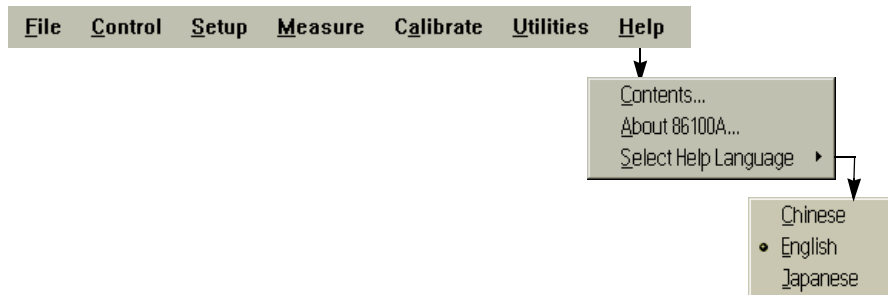 File Control Setup Measure Calibrate Utilities Help
Contents...
About 86100A...
Select Help Language
Chinese
English
Japanese